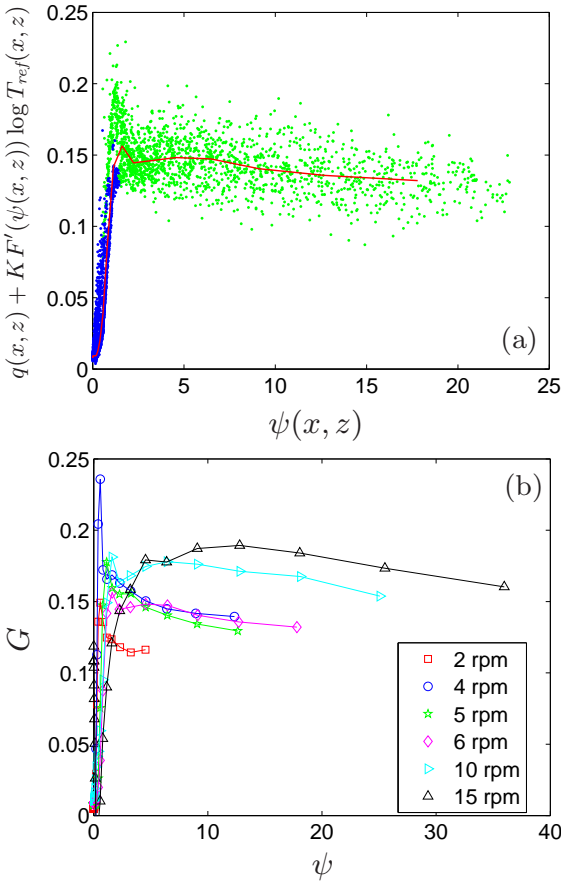 (a)
q(x, z) + KF′(ψ(x, z)) log T_ref(x, z)
0.25
0.2
0.15
0.1
0.05
0
0 5 10 15 20 25
ψ(x, z)
(b)
G
0.25
0.2
0.15
0.1
0.05
0
2 rpm
4 rpm
5 rpm
6 rpm
10 rpm
15 rpm
0 10 20 30 40
ψ